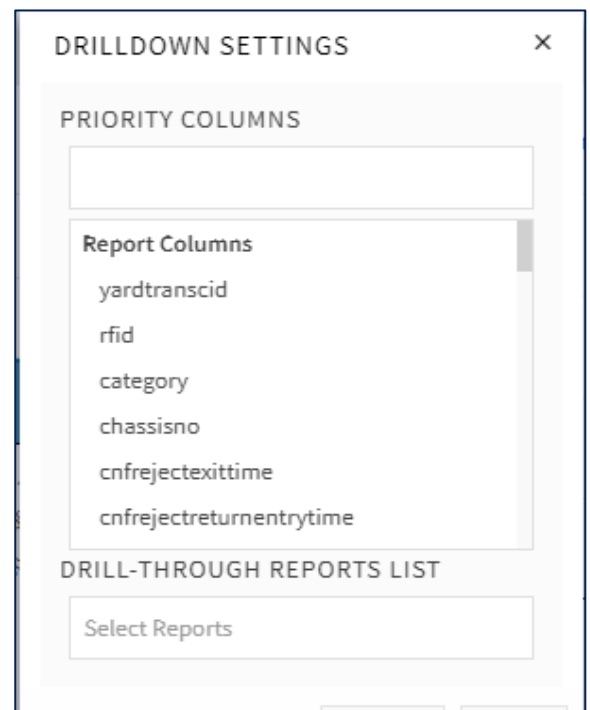 DRILLDOWN SETTINGS ×
PRIORITY COLUMNS
Report Columns
yardtranscid
rfid
category
chassisno
cnfrejectexittime
cnfrejectreturnentrytime
DRILL-THROUGH REPORTS LIST
Select Reports